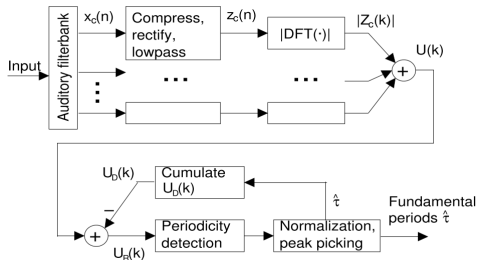 x_c(n)
Compress,
rectify,
lowpass
z_c(n)
|DFT(·)|
|Z_c(k)|
U(k)
Input
Auditory filterbank
+
U_D(k)
Cumulate
U_D(k)
τ̂
Fundamental
periods τ̂
−
+
U_R(k)
Periodicity
detection
Normalization,
peak picking